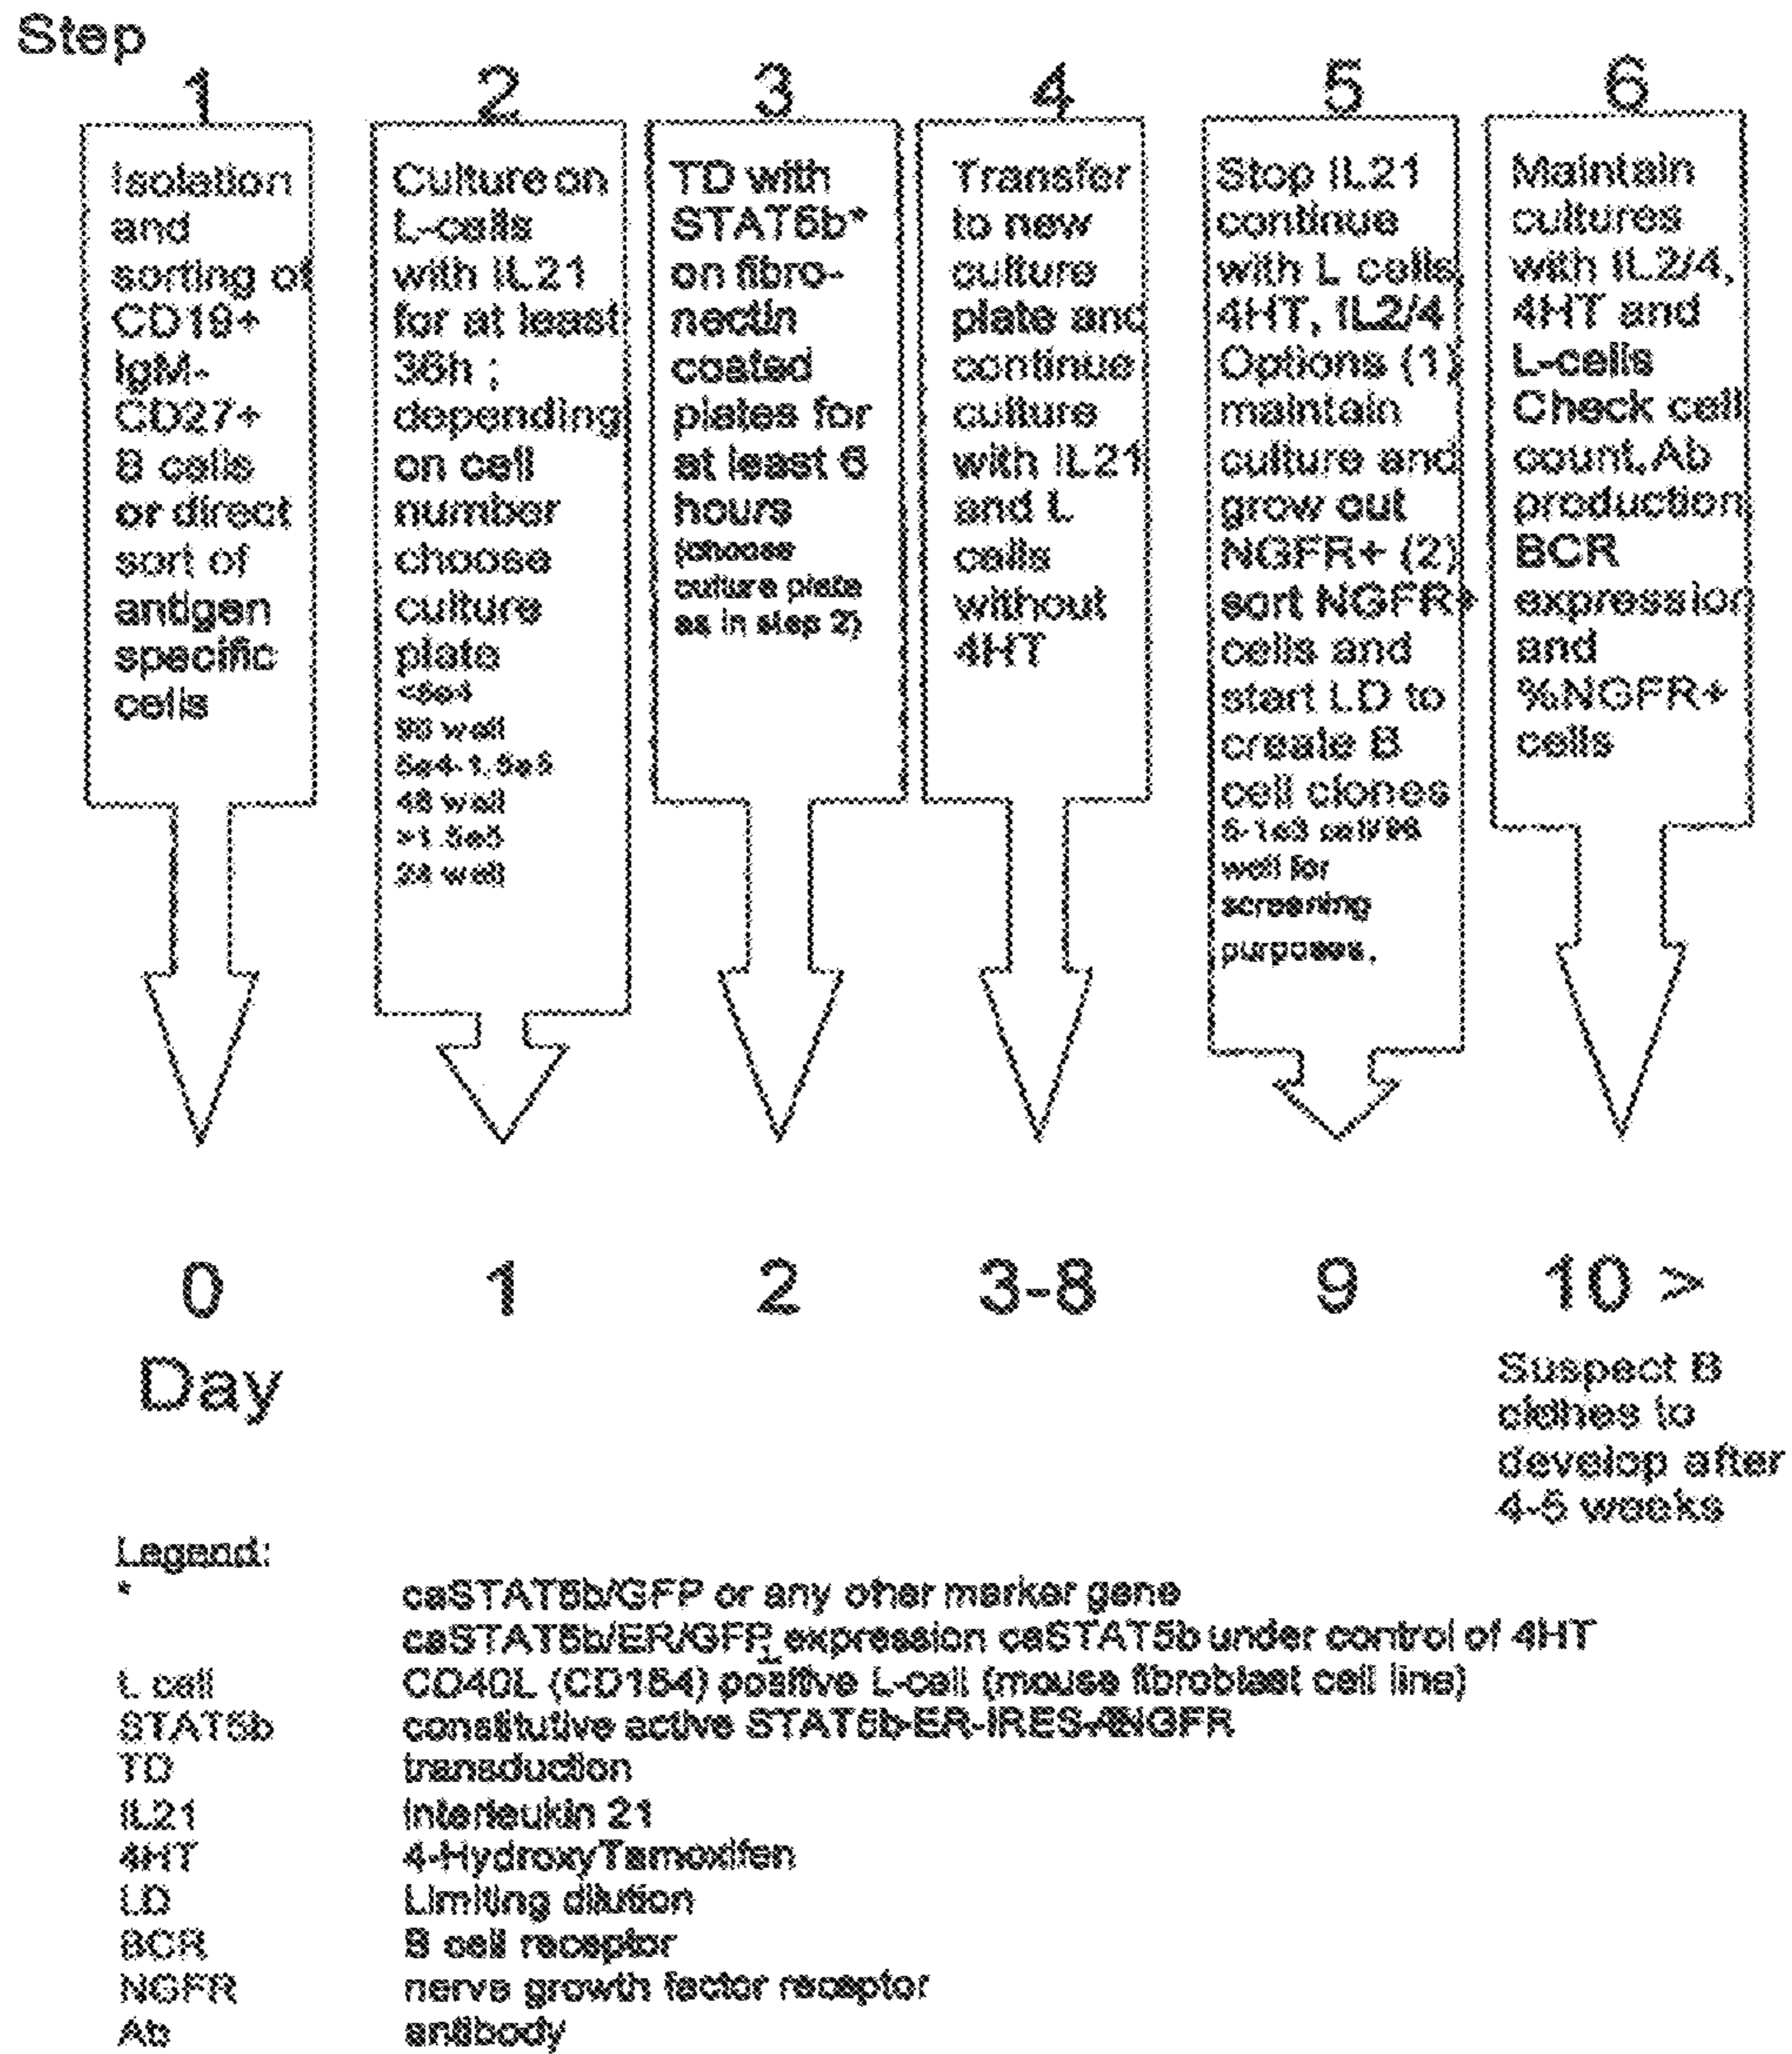 Step
1
2
3
4
5
6
Isolation
and
sorting of
CD19+
IgM-
CD27+
B cells
or direct
sort of
antigen
specific
cells
Culture on
L-cells
with IL21
for at least
36h ;
depending
on cell
number
choose
culture
plate
<5e4
96 well
5e4-1.5e5
48 well
>1.5e5
24 well
TD with
STAT5b*
on fibro-
nectin
coated
plates for
at least 6
hours
(choose
culture plate
as in step 2)
Transfer
to new
culture
plate and
continue
culture
with IL21
and L
cells
without
4HT
Stop IL21
continue
with L cells,
4HT, IL2/4
Options (1)
maintain
culture and
grow out
NGFR+ (2)
sort NGFR+
cells and
start LD to
create B
cell clones
5-1e3 cell/96
well for
screening
purposes.
Maintain
cultures
with IL2/4,
4HT and
L-cells
Check cell
count, Ab
production
BCR
expression
and
%NGFR+
cells
0
1
2
3-8
9
10 >
Day
Suspect B
clones to
develop after
4-5 weeks
Legend:
* caSTAT5b/GFP or any other marker gene
caSTAT5b/ER/GFP; expression caSTAT5b under control of 4HT
L cell CD40L (CD154) positive L-cell (mouse fibroblast cell line)
STAT5b constitutive active STAT5b-ER-IRES-ΔNGFR
TD transduction
IL21 interleukin 21
4HT 4-HydroxyTamoxifen
LD Limiting dilution
BCR B cell receptor
NGFR nerve growth factor receptor
Ab antibody